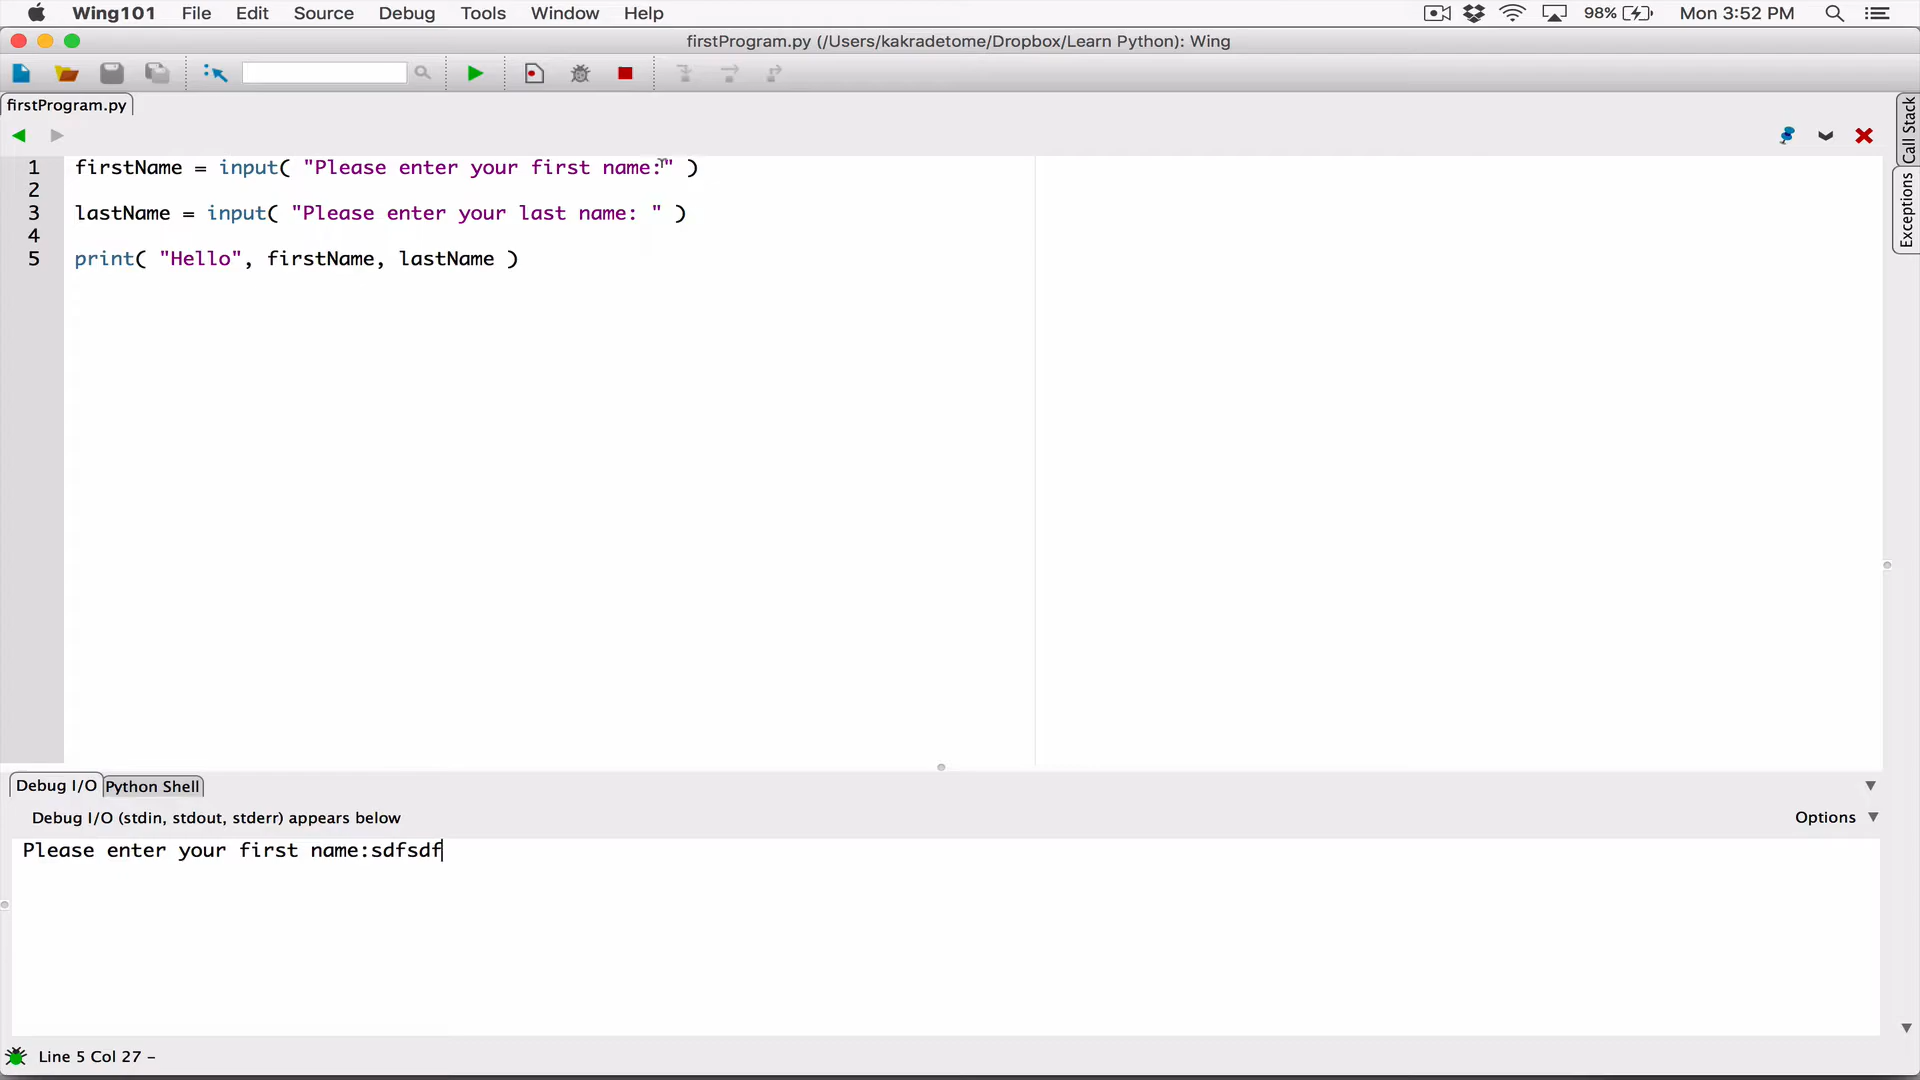 Wing101 File Edit Source Debug Tools Window Help 98% Mon 3:52 PM
firstProgram.py (/Users/kakradetome/Dropbox/Learn Python): Wing
firstProgram.py
Call Stack
Exceptions
1 firstName = input( "Please enter your first name:" )
2
3 lastName = input( "Please enter your last name: " )
4
5 print( "Hello", firstName, lastName )
Debug I/O Python Shell
Debug I/O (stdin, stdout, stderr) appears below Options
Please enter your first name:sdfsdf
Line 5 Col 27 –